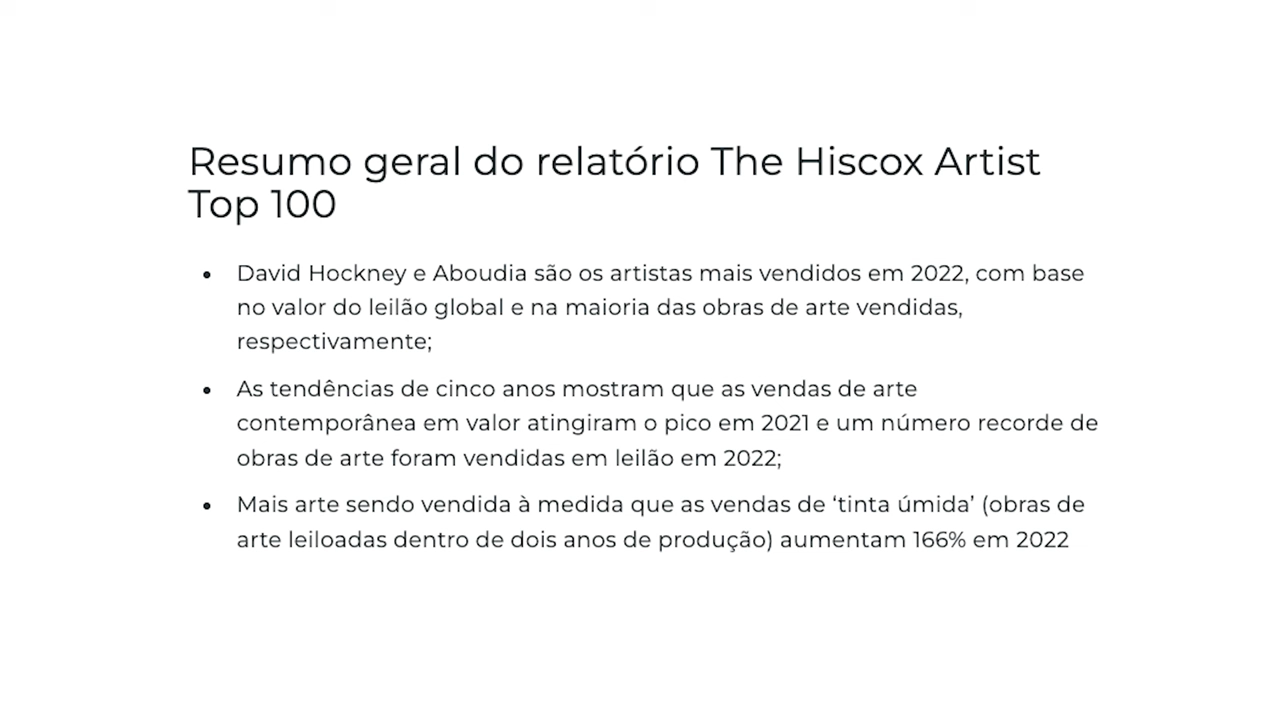 Resumo geral do relatório The Hiscox Artist
Top 100
• David Hockney e Aboudia são os artistas mais vendidos em 2022, com base
no valor do leilão global e na maioria das obras de arte vendidas,
respectivamente;
• As tendências de cinco anos mostram que as vendas de arte
contemporânea em valor atingiram o pico em 2021 e um número recorde de
obras de arte foram vendidas em leilão em 2022;
• Mais arte sendo vendida à medida que as vendas de ‘tinta úmida’ (obras de
arte leiloadas dentro de dois anos de produção) aumentam 166% em 2022